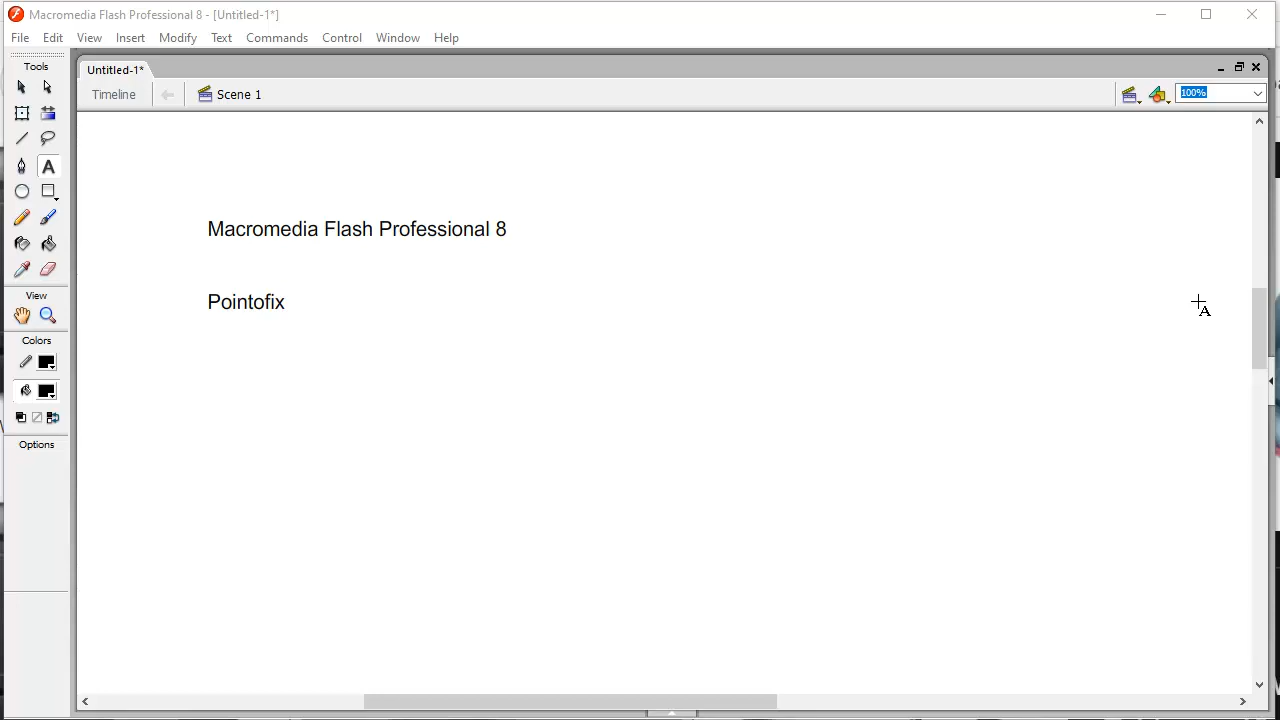 Macromedia Flash Professional 8 - [Untitled-1*]
File Edit View Insert Modify Text Commands Control Window Help
Tools
Untitled-1*
Timeline
Scene 1
100%
A
Macromedia Flash Professional 8
Pointofix
A
View
Colors
Options